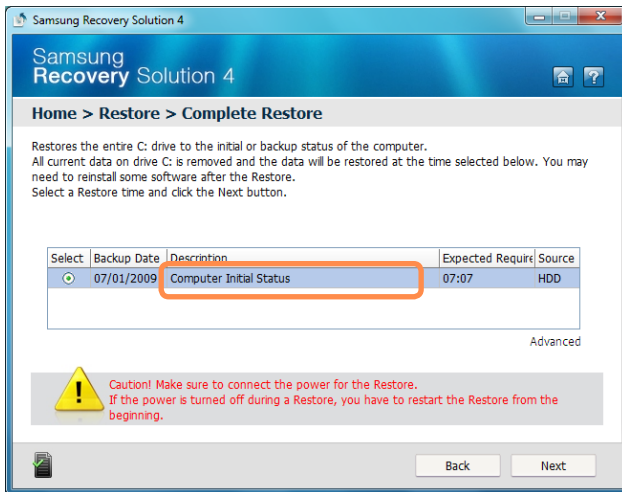 Samsung Recovery Solution 4
Samsung
Recovery Solution 4
Home > Restore > Complete Restore
Restores the entire C: drive to the initial or backup status of the computer.
All current data on drive C: is removed and the data will be restored at the time selected below. You may
need to reinstall some software after the Restore.
Select a Restore time and click the Next button.
Select Backup Date Description Expected Require Source
07/01/2009 Computer Initial Status 07:07 HDD
Advanced
Caution! Make sure to connect the power for the Restore.
If the power is turned off during a Restore, you have to restart the Restore from the
beginning.
Back Next